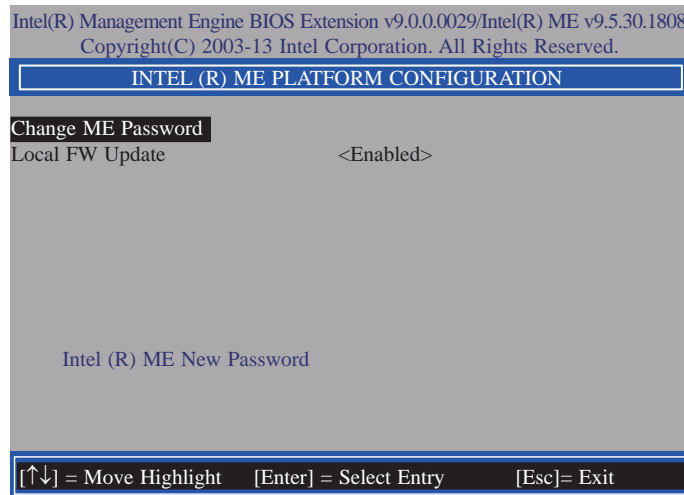 Intel(R) Management Engine BIOS Extension v9.0.0.0029/Intel(R) ME v9.5.30.1808
Copyright(C) 2003-13 Intel Corporation. All Rights Reserved.
INTEL (R) ME PLATFORM CONFIGURATION
Change ME Password
Local FW Update <Enabled>
Intel (R) ME New Password
[↑↓] = Move Highlight [Enter] = Select Entry [Esc]= Exit